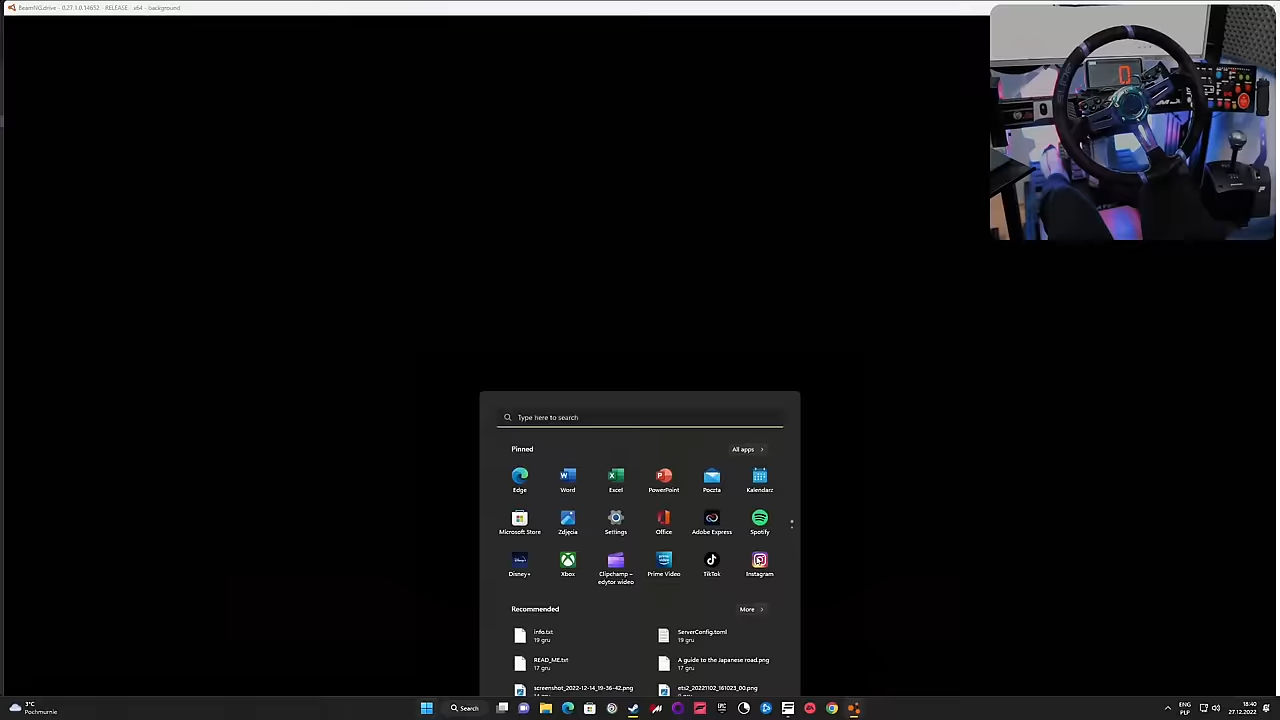 BeamNG.drive - 0.27.1.0.14652 - RELEASE - x64 - background
0
Type here to search
Pinned
All apps
Edge
Word
Excel
PowerPoint
Poczta
Kalendarz
Microsoft Store
Zdjęcia
Settings
Office
Adobe Express
Spotify
Disney+
Xbox
Clipchamp –
edytor wideo
Prime Video
TikTok
Instagram
Recommended
More
info.txt
19 gru
ServerConfig.toml
19 gru
READ_ME.txt
17 gru
A guide to the Japanese road.png
17 gru
screenshot_2022-12-14_19-36-42.png
ets2_20221102_161023_00.png
3°C
Pochmurnie
Search
ENG
PLP
18:40
27.12.2022